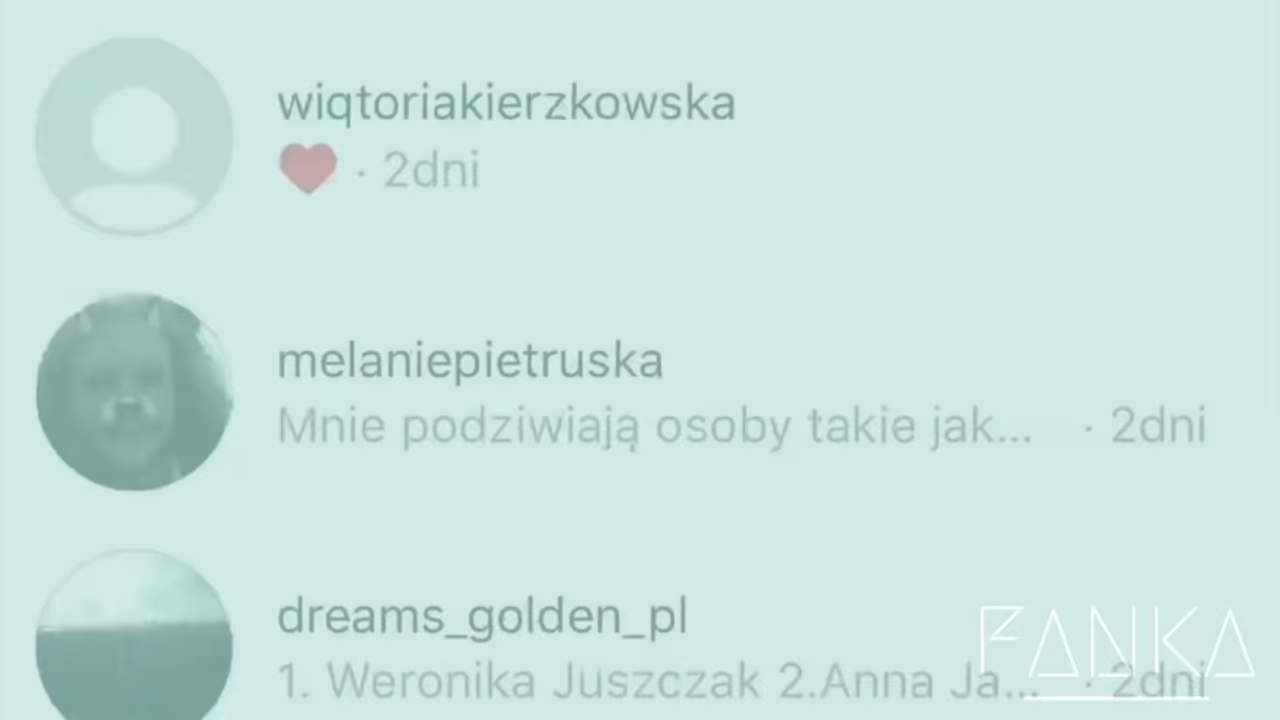 wiqtoriakierzkowska
❤️ · 2dni
melaniepietruska
Mnie podziwiają osoby takie jak... · 2dni
dreams_golden_pl
1. Weronika Juszczak 2.Anna Ja... · 2dni
FANKA